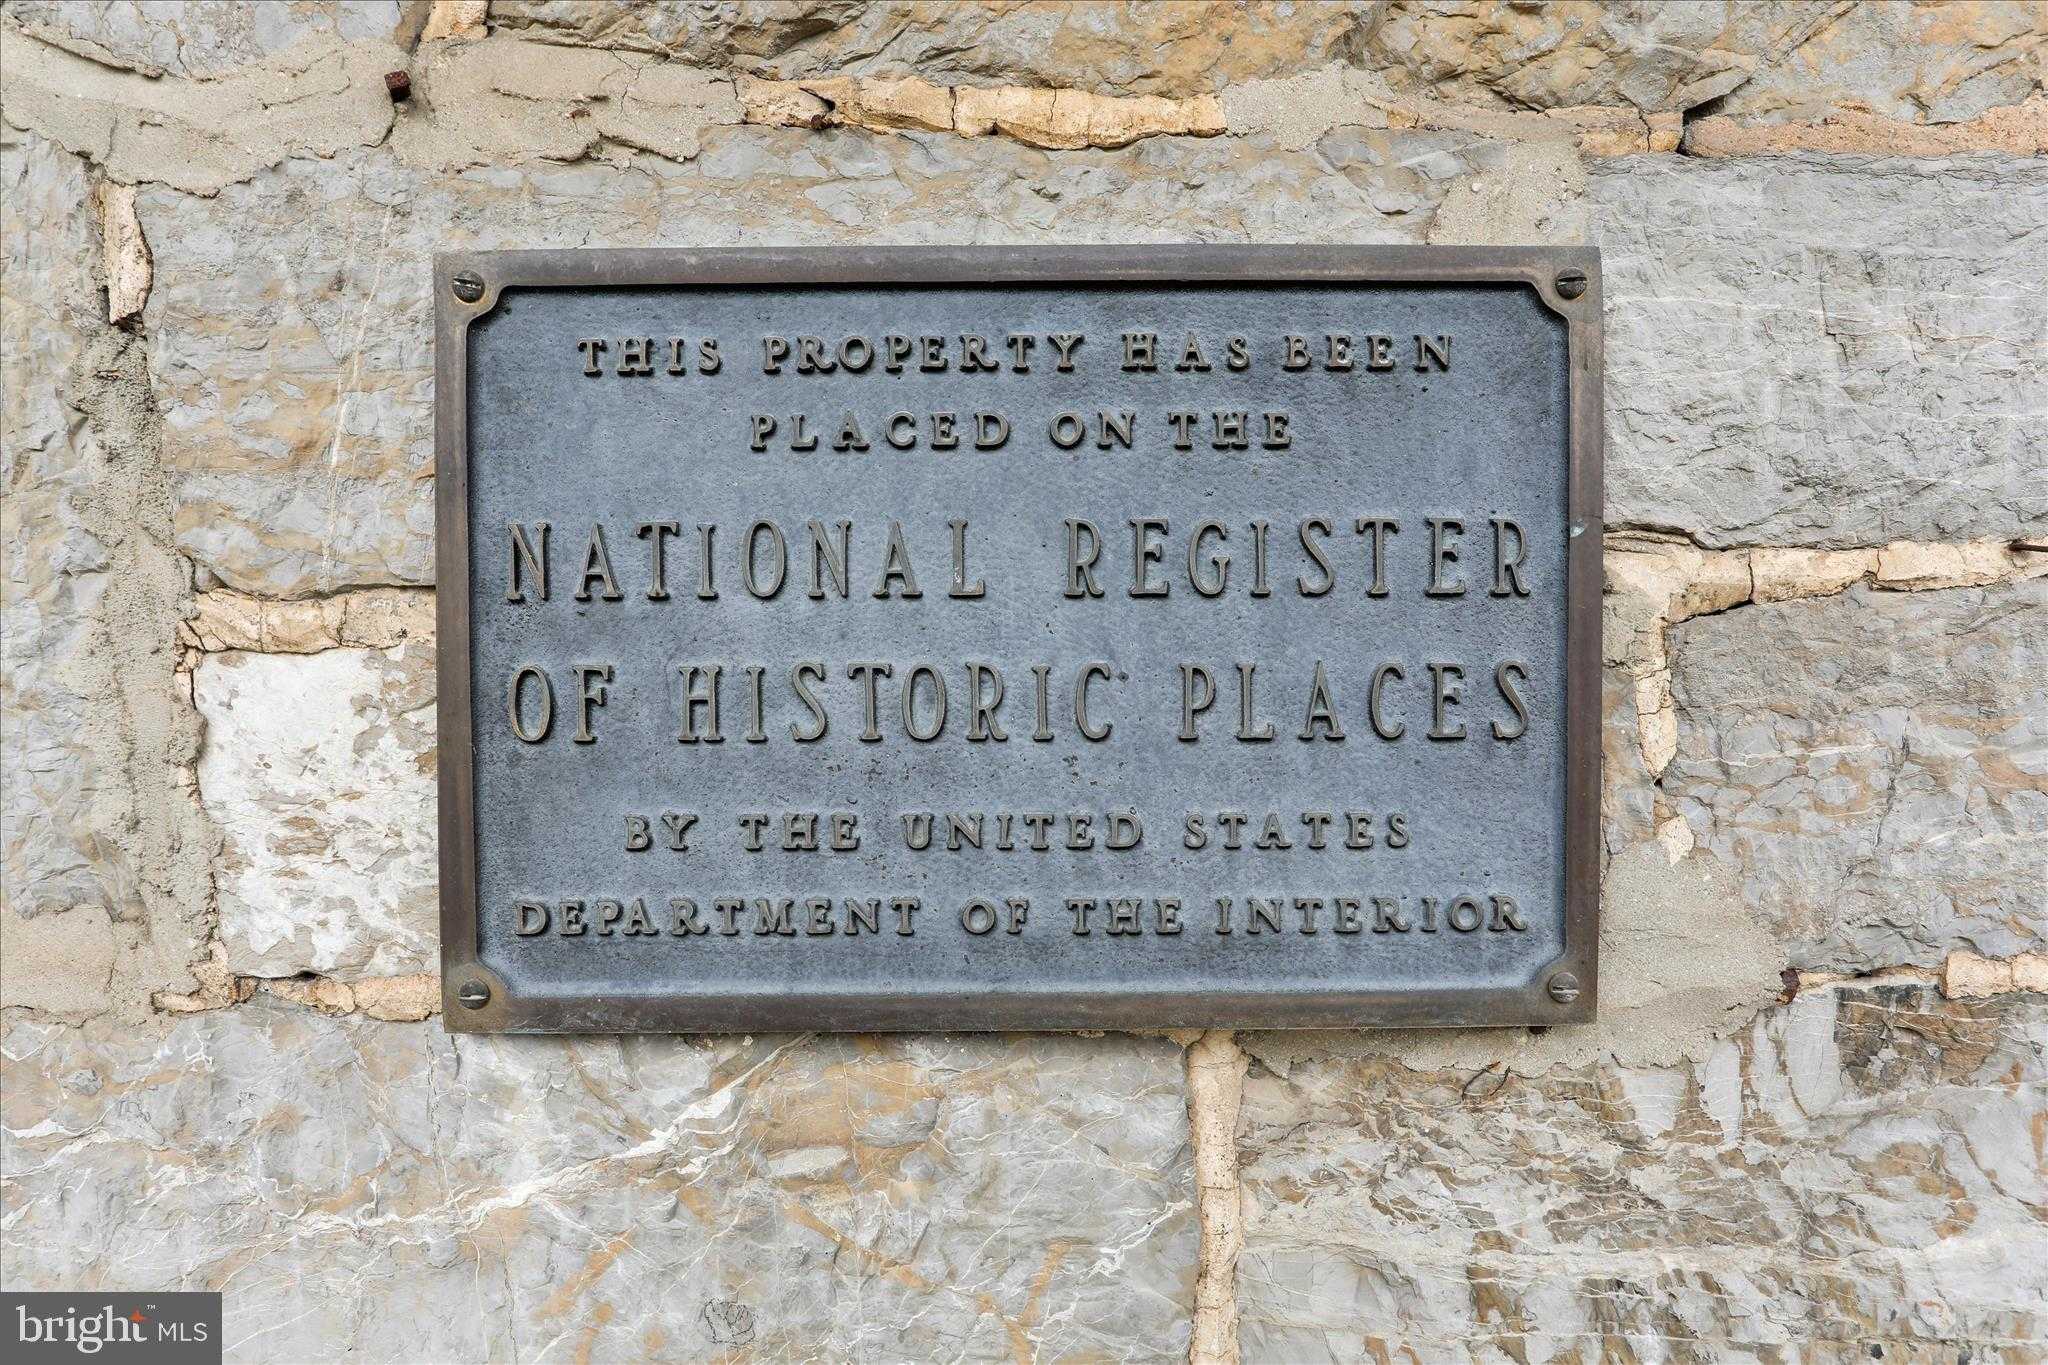 THIS PROPERTY HAS BEEN
PLACED ON THE
NATIONAL REGISTER
OF HISTORIC PLACES
BY THE UNITED STATES
DEPARTMENT OF THE INTERIOR
bright™ MLS